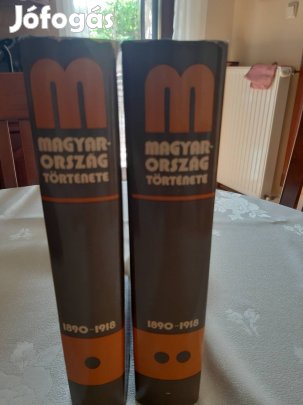 Jófogás
M
MAGYAR-
ORSZÁG
TÖRTÉNETE
1890-1918
M
MAGYAR-
ORSZÁG
TÖRTÉNETE
1890-1918